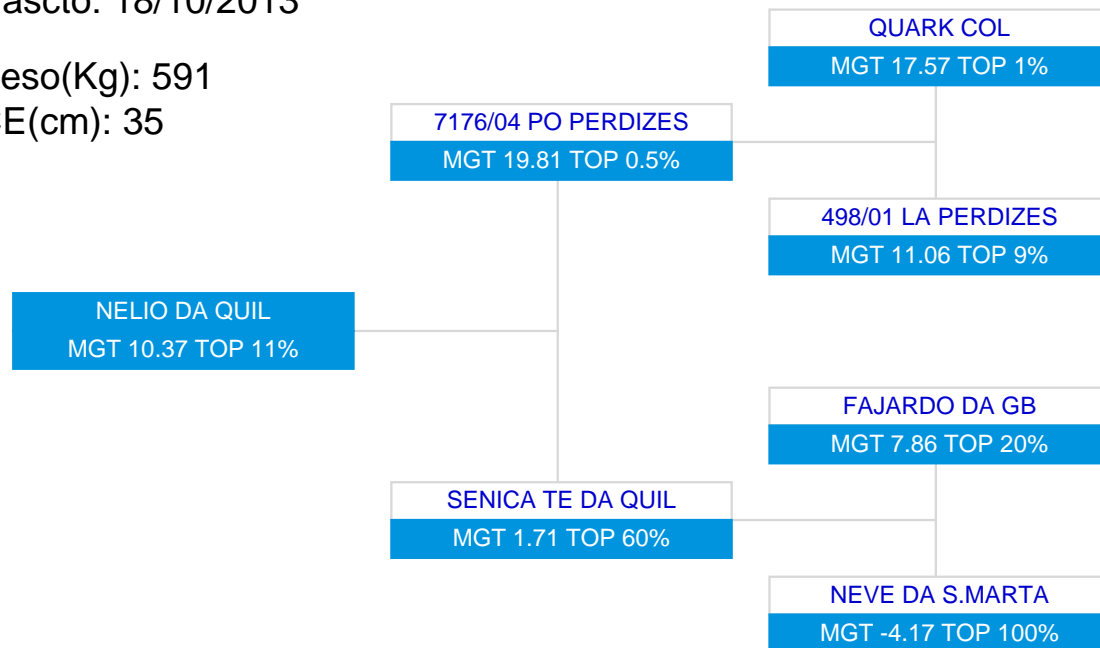 ascto: 18/10/2013
eso(Kg): 591
E(cm): 35
QUARK COL
MGT 17.57 TOP 1%
7176/04 PO PERDIZES
MGT 19.81 TOP 0.5%
498/01 LA PERDIZES
MGT 11.06 TOP 9%
NELIO DA QUIL
MGT 10.37 TOP 11%
FAJARDO DA GB
MGT 7.86 TOP 20%
SENICA TE DA QUIL
MGT 1.71 TOP 60%
NEVE DA S.MARTA
MGT -4.17 TOP 100%